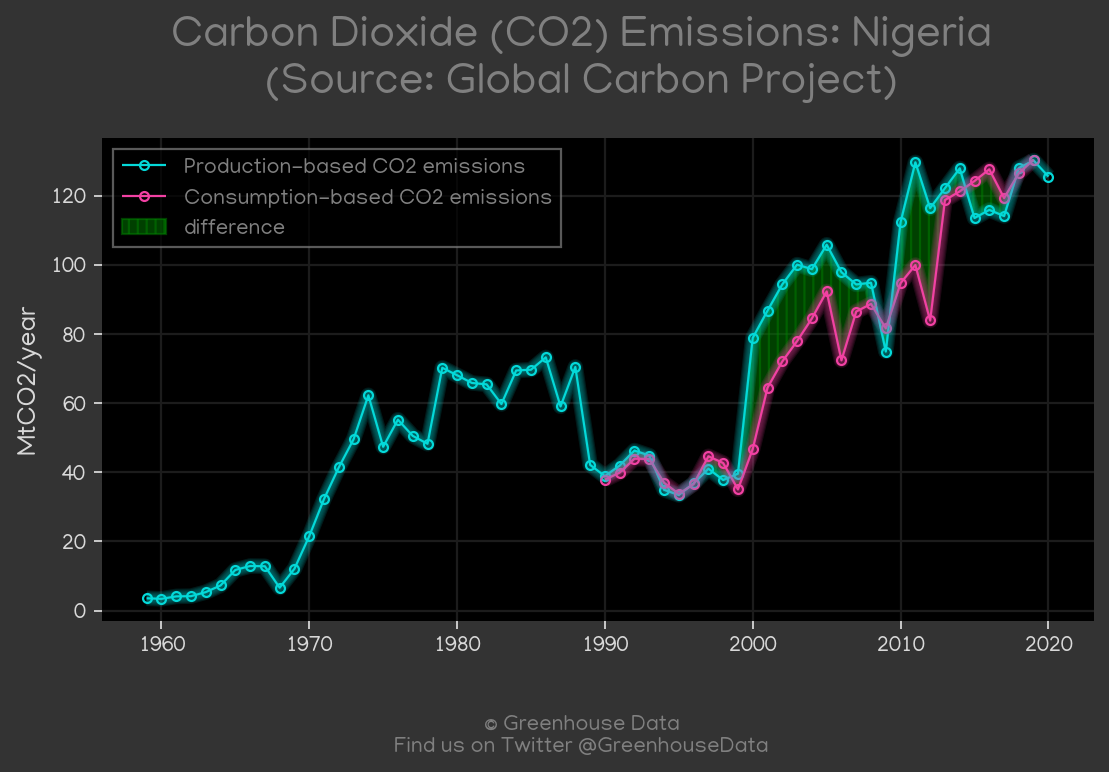 Carbon Dioxide (CO2) Emissions: Nigeria
(Source: Global Carbon Project)
Production-based CO2 emissions
Consumption-based CO2 emissions
difference
MtCO2/year
120
100
80
60
40
20
0
1960 1970 1980 1990 2000 2010 2020
© Greenhouse Data
Find us on Twitter @GreenhouseData